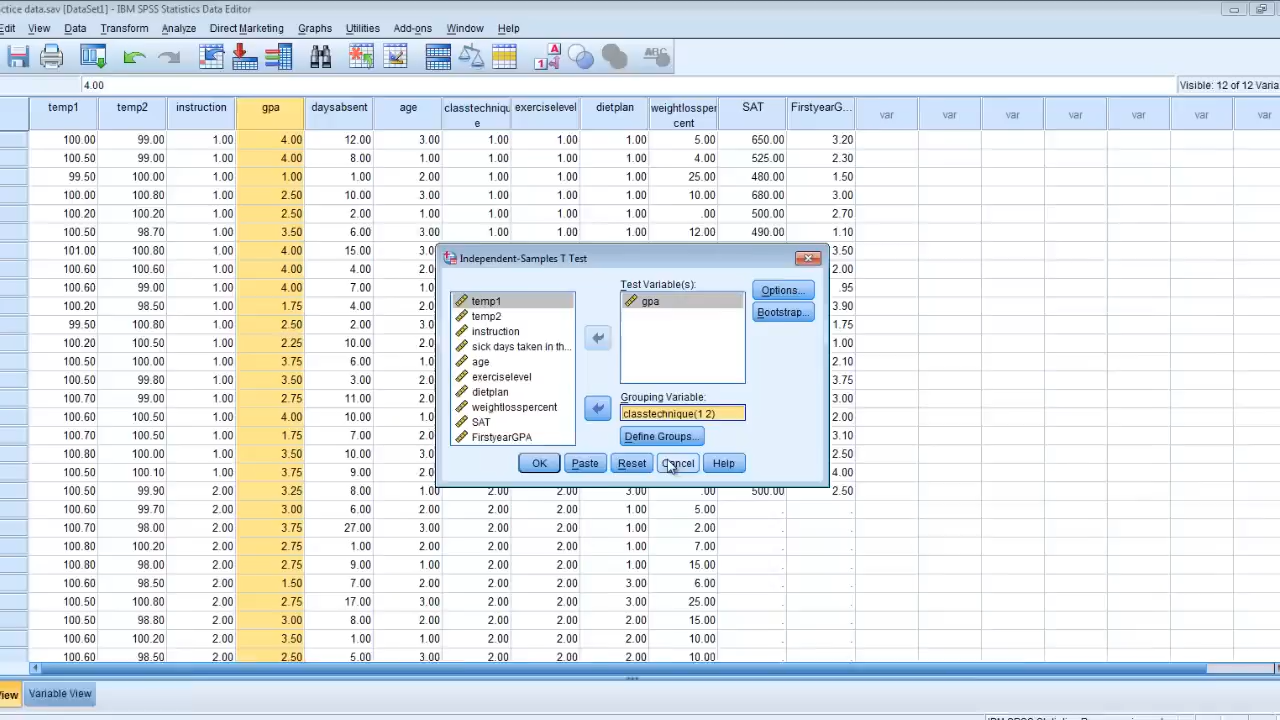 ctice data.sav [DataSet1] - IBM SPSS Statistics Data Editor
Edit View Data Transform Analyze Direct Marketing Graphs Utilities Add-ons Window Help
4.00 Visible: 12 of 12 Varia
temp1 temp2 instruction gpa daysabsent age classtechniqu e exerciselevel dietplan weightlossper cent SAT FirstyearG... var var var var var var var
100.00 99.00 1.00 4.00 12.00 3.00 1.00 1.00 1.00 5.00 650.00 3.20
100.50 99.00 1.00 4.00 8.00 1.00 1.00 1.00 1.00 4.00 525.00 2.30
99.50 100.00 1.00 1.00 1.00 2.00 1.00 1.00 1.00 25.00 480.00 1.50
100.00 100.80 1.00 2.50 10.00 3.00 1.00 1.00 1.00 10.00 680.00 3.00
100.20 100.20 1.00 2.50 2.00 1.00 1.00 1.00 1.00 .00 500.00 2.70
100.50 98.70 1.00 3.50 6.00 3.00 1.00 1.00 1.00 12.00 490.00 1.10
101.00 100.80 1.00 4.00 15.00 3.0 3.50
100.60 100.60 1.00 4.00 4.00 2.0 2.00
100.60 99.00 1.00 4.00 7.00 1.0 .95
100.20 98.50 1.00 1.75 4.00 2.0 3.90
99.50 100.80 1.00 2.50 2.00 3.0 1.75
100.20 100.50 1.00 2.25 10.00 2.0 1.00
100.50 100.00 1.00 3.75 6.00 1.0 2.10
100.50 99.80 1.00 3.50 3.00 2.0 3.75
100.70 99.00 1.00 2.75 11.00 2.0 3.00
100.60 100.50 1.00 4.00 10.00 1.0 2.00
100.70 100.50 1.00 1.75 7.00 1.0 3.10
100.80 100.00 1.00 3.50 10.00 3.0 2.50
100.50 100.10 1.00 3.75 9.00 2.0 4.00
100.50 99.90 2.00 3.25 8.00 1.00 2.00 2.00 3.00 .00 500.00 2.50
100.60 99.70 2.00 3.00 6.00 2.00 2.00 2.00 1.00 5.00 . .
100.70 98.00 2.00 3.75 27.00 3.00 2.00 2.00 1.00 2.00 . .
100.80 100.20 2.00 2.75 1.00 2.00 2.00 2.00 1.00 7.00 . .
100.80 98.00 2.00 2.75 9.00 1.00 2.00 2.00 1.00 15.00 . .
100.60 98.50 2.00 1.50 7.00 2.00 2.00 2.00 3.00 6.00 . .
100.50 100.80 2.00 2.75 17.00 3.00 2.00 2.00 3.00 25.00 . .
100.50 98.50 2.00 3.00 8.00 2.00 2.00 2.00 2.00 15.00 . .
100.60 100.20 2.00 3.50 1.00 1.00 2.00 2.00 2.00 10.00 . .
100.60 98.50 2.00 2.50 5.00 3.00 2.00 2.00 2.00 10.00 . .
Independent-Samples T Test
temp1
temp2
instruction
sick days taken in th...
age
exerciselevel
dietplan
weightlosspercent
SAT
FirstyearGPA
Test Variable(s):
gpa
Grouping Variable:
classtechnique(1 2)
Define Groups...
Options...
Bootstrap...
OK Paste Reset Cancel Help
View Variable View